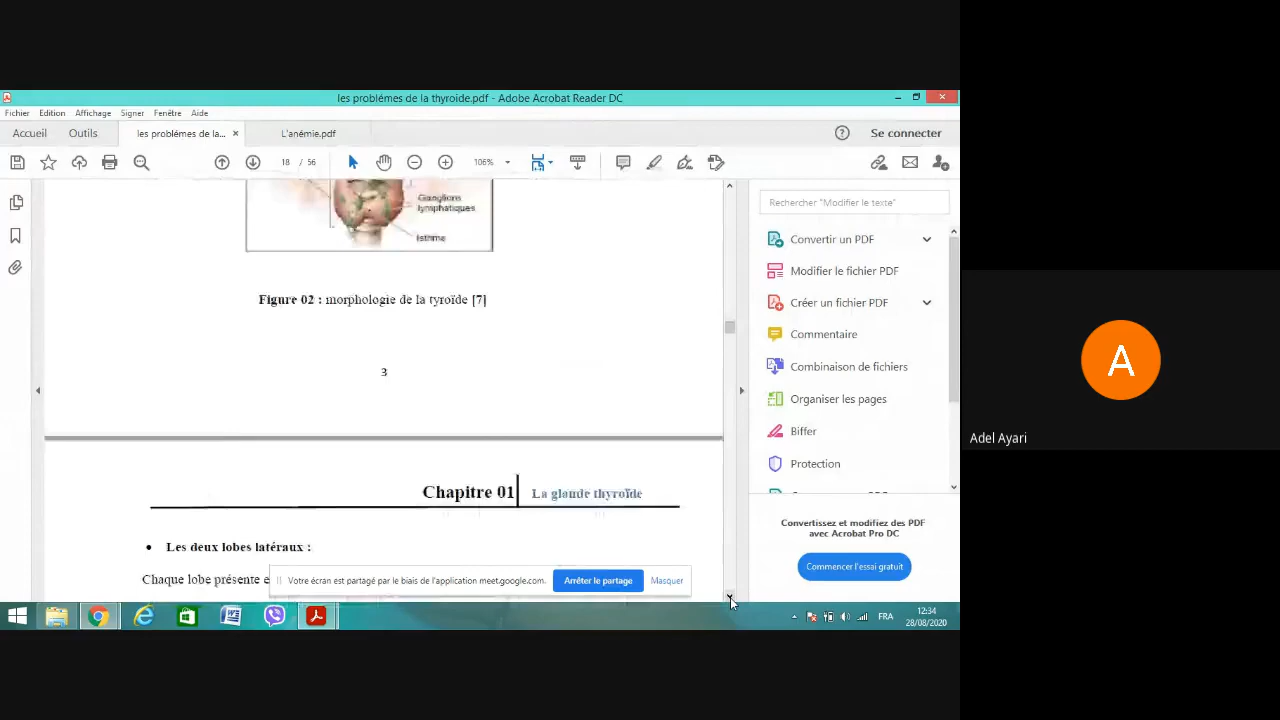 les problémes de la thyroide.pdf - Adobe Acrobat Reader DC
Fichier Edition Affichage Signer Fenêtre Aide
Accueil Outils les problémes de la... × L'anémie.pdf Se connecter
18 / 56 106%
Ganglions
lymphatiques
Isthme
Figure 02 : morphologie de la tyroïde [7]
3
Chapitre 01 La glande thyroïde
• Les deux lobes latéraux :
Chaque lobe présente
Rechercher "Modifier le texte"
Convertir un PDF
Modifier le fichier PDF
Créer un fichier PDF
Commentaire
Combinaison de fichiers
Organiser les pages
Biffer
Protection
Convertissez et modifiez des PDF
avec Acrobat Pro DC
Commencer l'essai gratuit
Votre écran est partagé par le biais de l'application meet.google.com.
Arrêter le partage
Masquer
FRA
12:34
28/08/2020
A
Adel Ayari